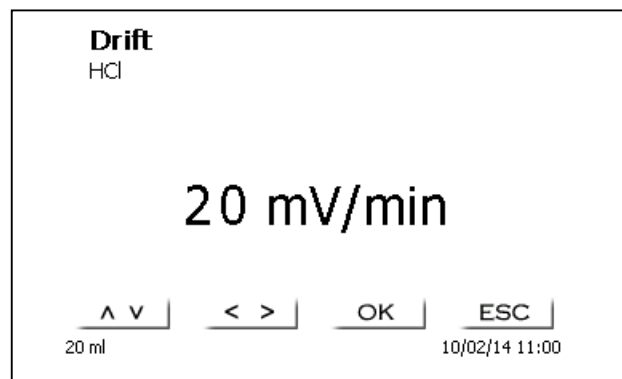 Drift
HCl
20 mV/min
∧ ∨ < > OK ESC
20 ml 10/02/14 11:00